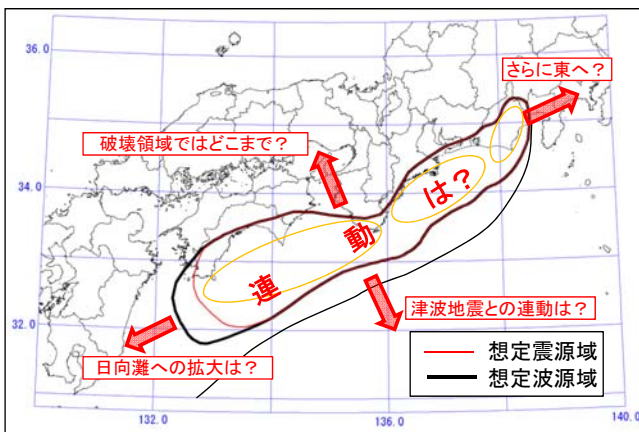 36.0
さらに東へ？
破壊領域ではどこまで？
34.0
連動は？
津波地震との連動は？
32.0
日向灘への拡大は？
想定震源域
想定波源域
132.0
136.0
140.0